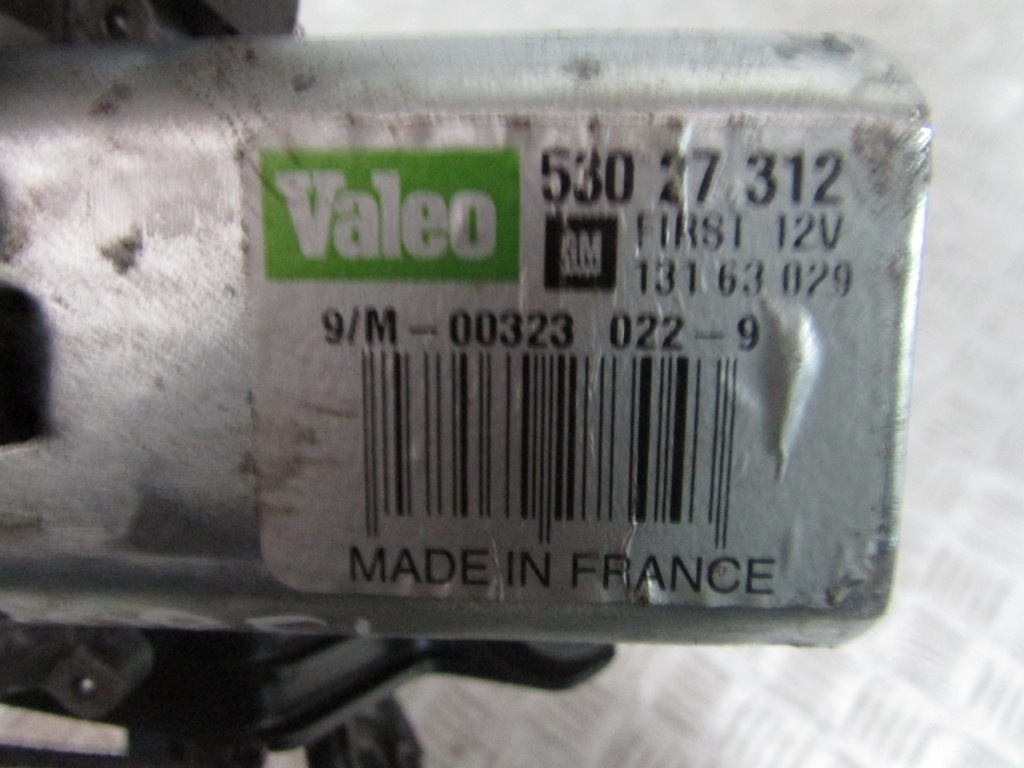 Valeo
530 27 312
GM
FIRST 12V
131 63 029
9/M-00323 022-9
MADE IN FRANCE